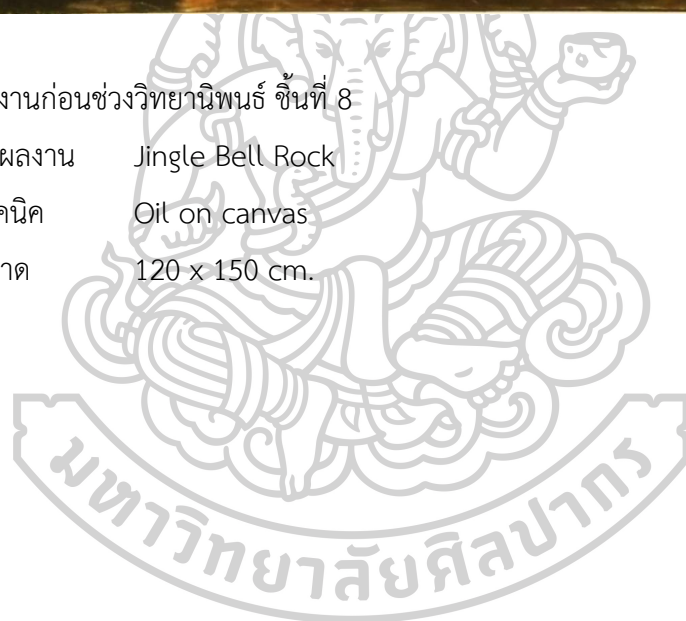 งานก่อนช่วงวิทยานิพนธ์ ชิ้นที่ 8
ผลงาน Jingle Bell Rock
คนิค Oil on canvas
าด 120 x 150 cm.
มหาวิทยาลัยศิลปากร